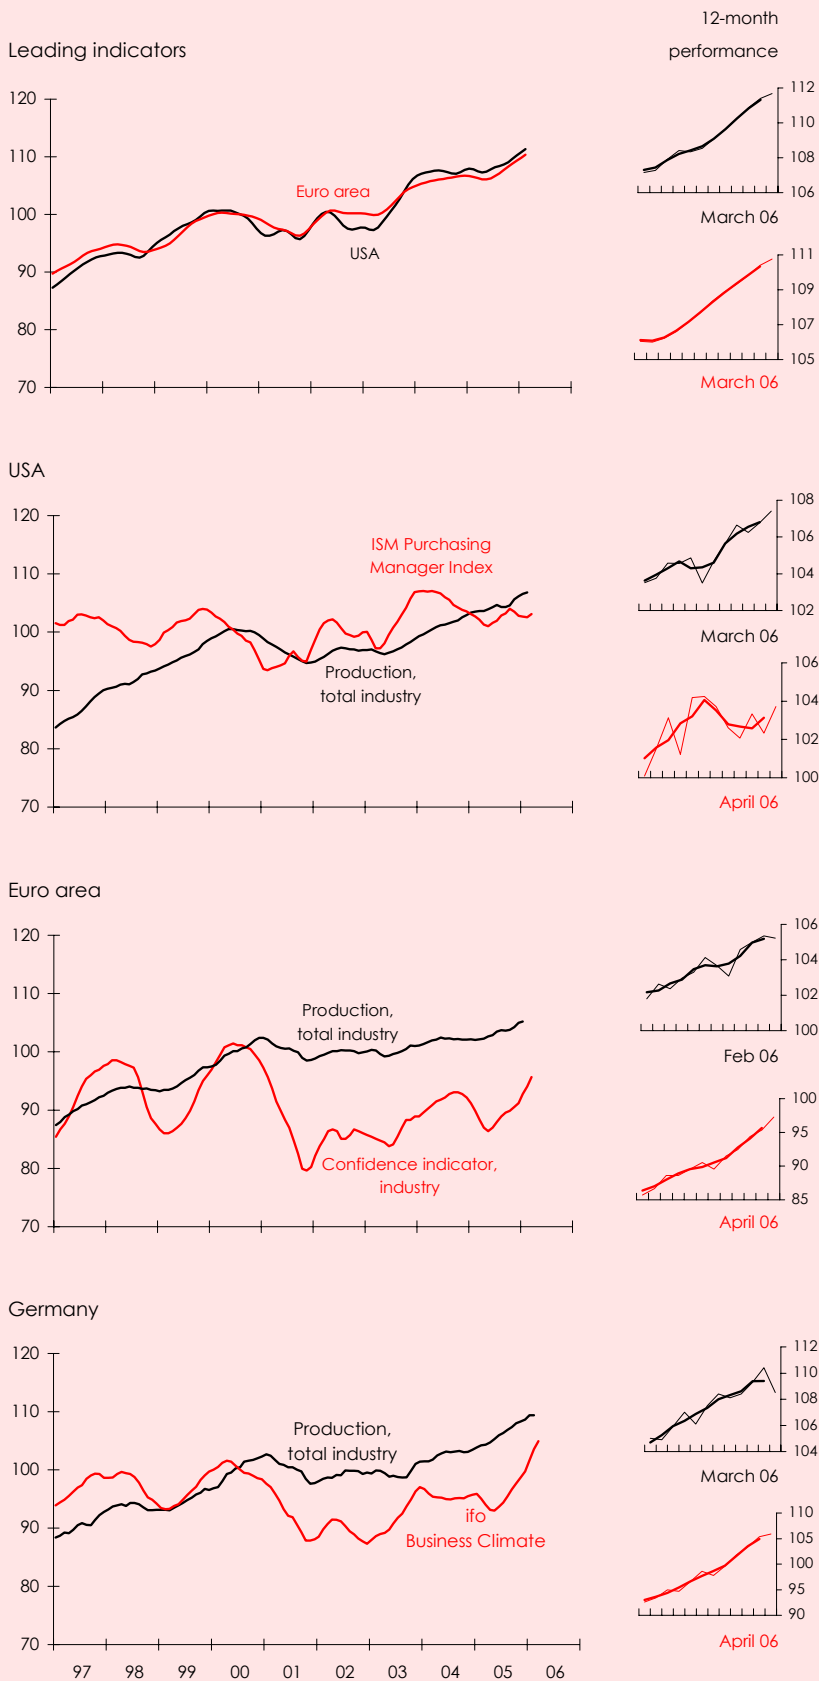 12-month
Leading indicators
performance
120
110
100
90
80
70
Euro area
USA
112
110
108
106
March 06
111
109
107
105
March 06
USA
120
110
100
90
80
70
ISM Purchasing
Manager Index
Production,
total industry
108
106
104
102
March 06
106
104
102
100
April 06
Euro area
120
110
100
90
80
70
Production,
total industry
Confidence indicator,
industry
106
104
102
100
Feb 06
100
95
90
85
April 06
Germany
120
110
100
90
80
70
Production,
total industry
ifo
Business Climate
97 98 99 00 01 02 03 04 05 06
112
110
108
106
104
March 06
110
105
100
95
90
April 06